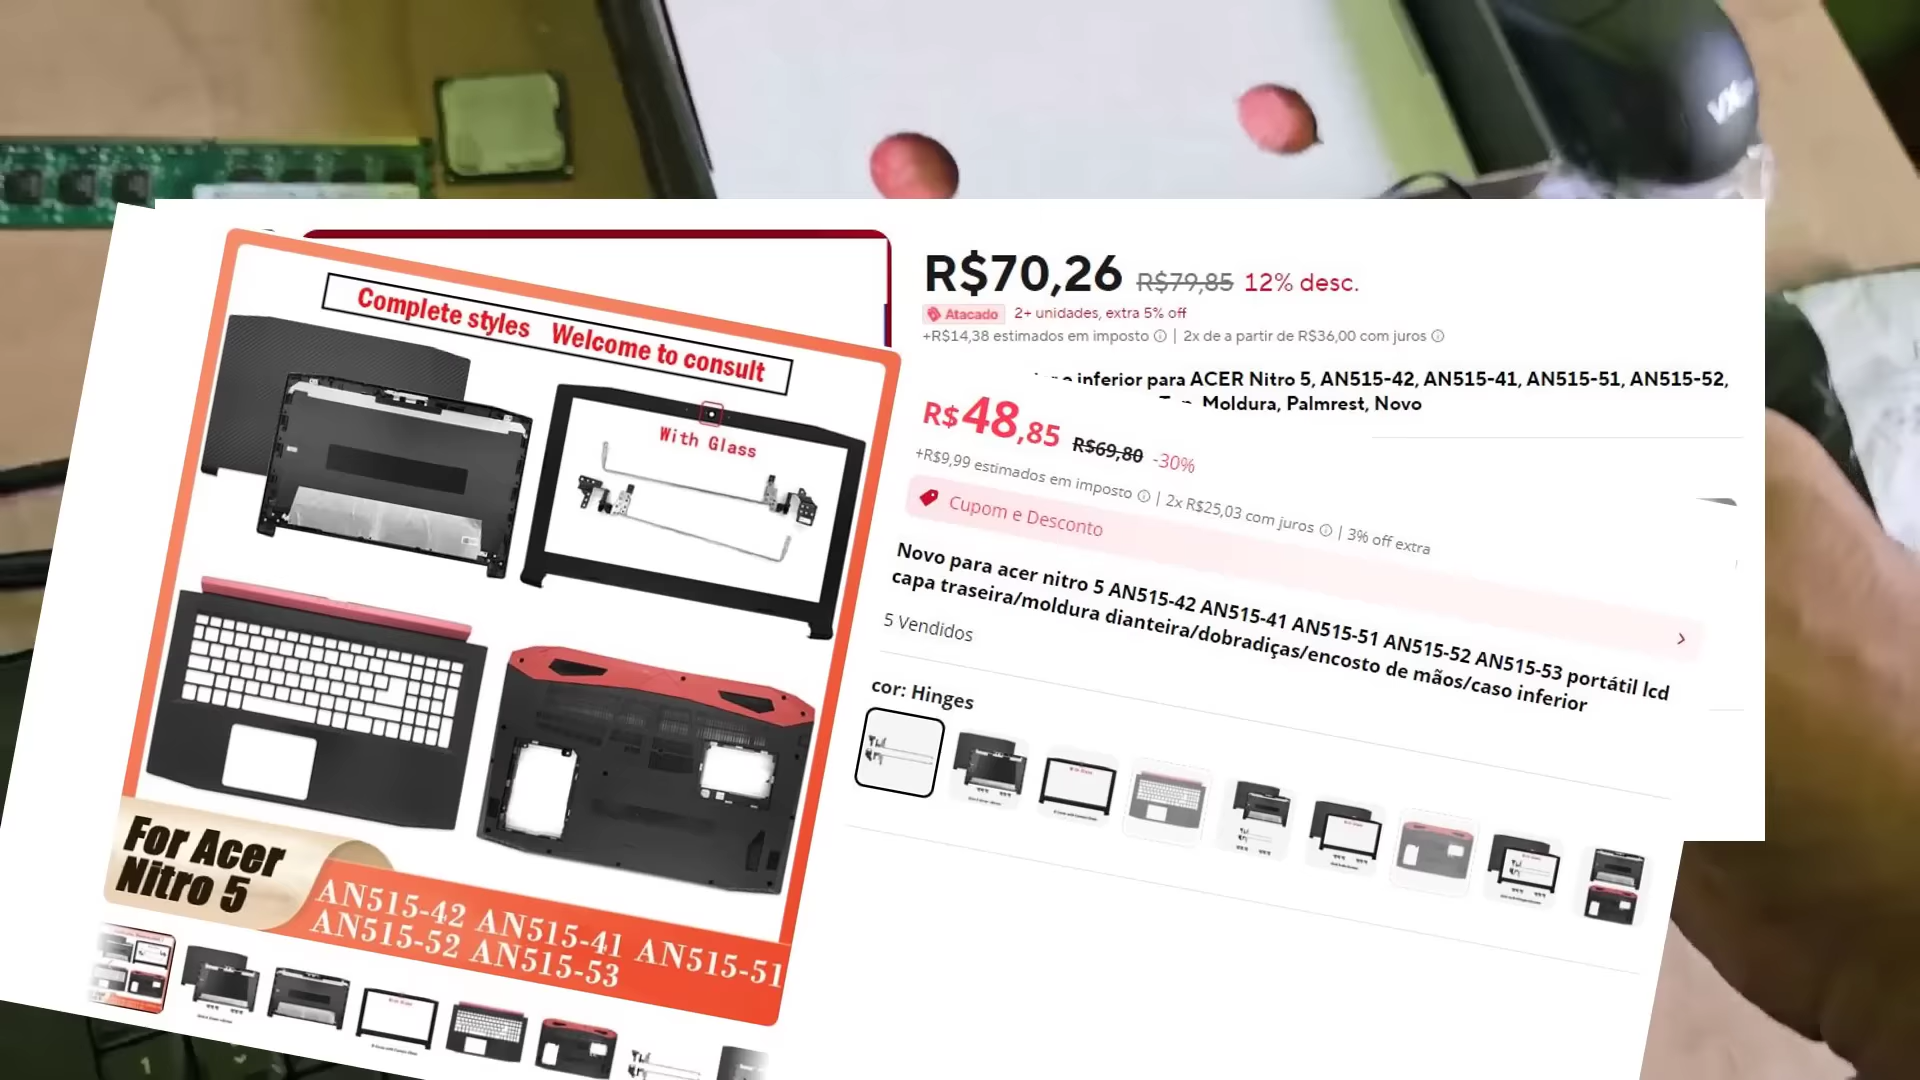 VX
R$70,26 R$79,85 12% desc.
Atacado 2+ unidades, extra 5% off
+R$14,38 estimados em imposto | 2x de a partir de R$36,00 com juros
inferior para ACER Nitro 5, AN515-42, AN515-41, AN515-51, AN515-52,
Moldura, Palmrest, Novo
Complete styles Welcome to consult
With Glass
For Acer
Nitro 5
AN515-42 AN515-41 AN515-51
AN515-52 AN515-53
R$48,85 R$69,80 -30%
+R$9,99 estimados em imposto | 2x R$25,03 com juros | 3% off extra
Cupom e Desconto
Novo para acer nitro 5 AN515-42 AN515-41 AN515-51 AN515-52 AN515-53 portátil lcd
capa traseira/moldura dianteira/dobradiças/encosto de mãos/caso inferior
5 Vendidos
cor: Hinges
1